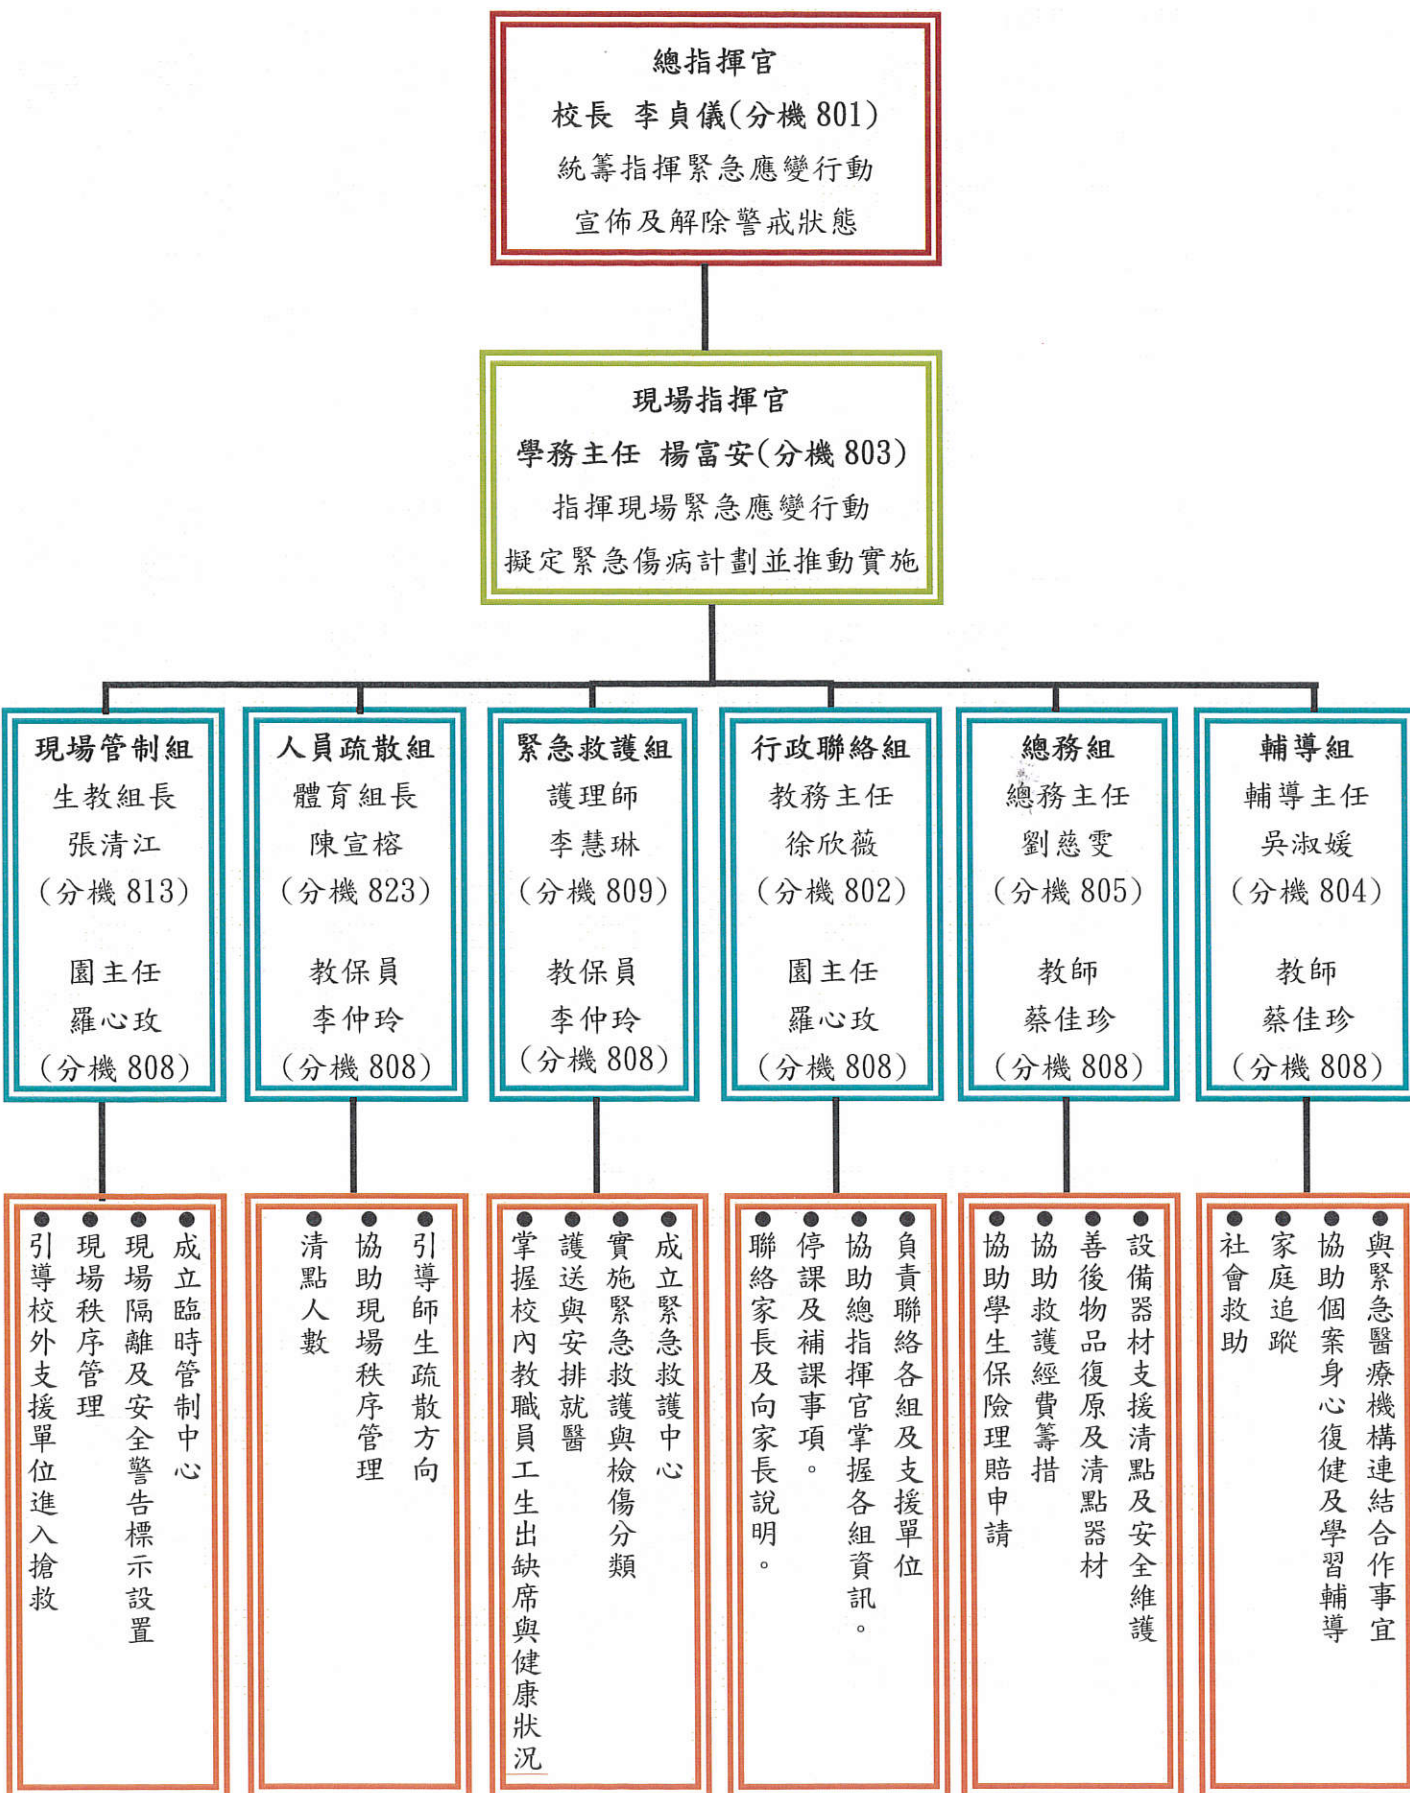 總指揮官
校長 李貞儀(分機 801)
統籌指揮緊急應變行動
宣佈及解除警戒狀態
現場指揮官
學務主任 楊富安(分機 803)
指揮現場緊急應變行動
擬定緊急傷病計劃並推動實施
現場管制組
生教組長
張清江
(分機 813)
園主任
羅心玫
(分機 808)
人員疏散組
體育組長
陳宣榕
(分機 823)
教保員
李仲玲
(分機 808)
緊急救護組
護理師
李慧琳
(分機 809)
教保員
李仲玲
(分機 808)
行政聯絡組
教務主任
徐欣薇
(分機 802)
園主任
羅心玫
(分機 808)
總務組
總務主任
劉慈雯
(分機 805)
教師
蔡佳珍
(分機 808)
輔導組
輔導主任
吳淑媛
(分機 804)
教師
蔡佳珍
(分機 808)
●成立臨時管制中心
●現場隔離及安全警告標示設置
●現場秩序管理
●引導校外支援單位進入搶救
●引導師生疏散方向
●協助現場秩序管理
●清點人數
●成立緊急救護中心
●實施緊急救護與檢傷分類
●護送與安排就醫
●掌握校內教職員工生出缺席與健康狀況
●負責聯絡各組及支援單位
●協助總指揮官掌握各組資訊。
●停課及補課事項。
●聯絡家長及向家長說明。
●設備器材支援清點及安全維護
●善後物品復原及清點器材
●協助救護經費籌措
●協助學生保險理賠申請
●與緊急醫療機構連結合作事宜
●協助個案身心復健及學習輔導
●家庭追蹤
●社會救助